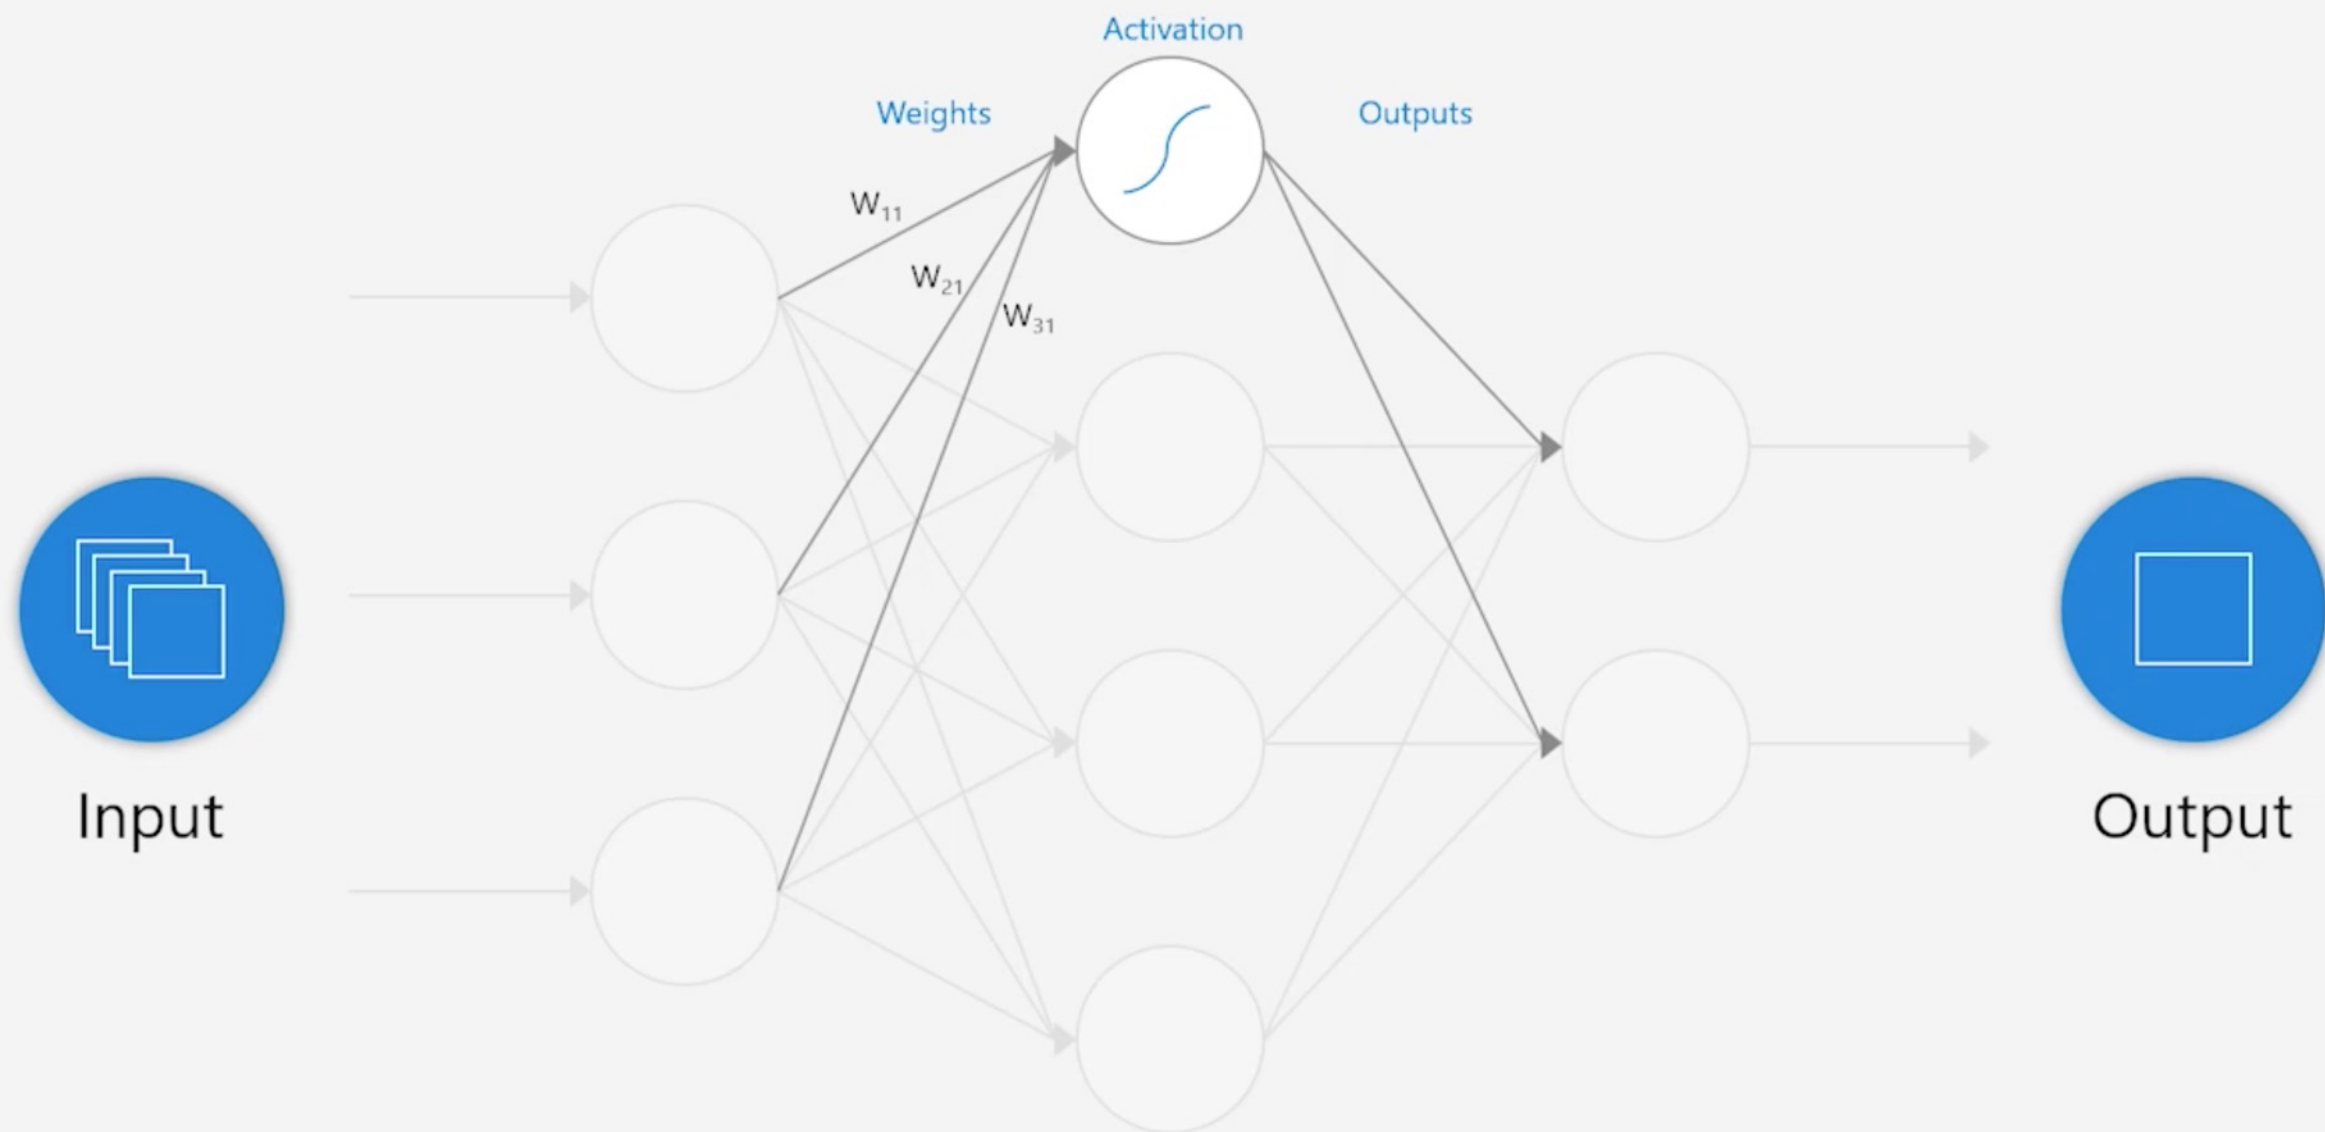 Activation
Weights
Outputs
W11
W21
W31
Input
Output